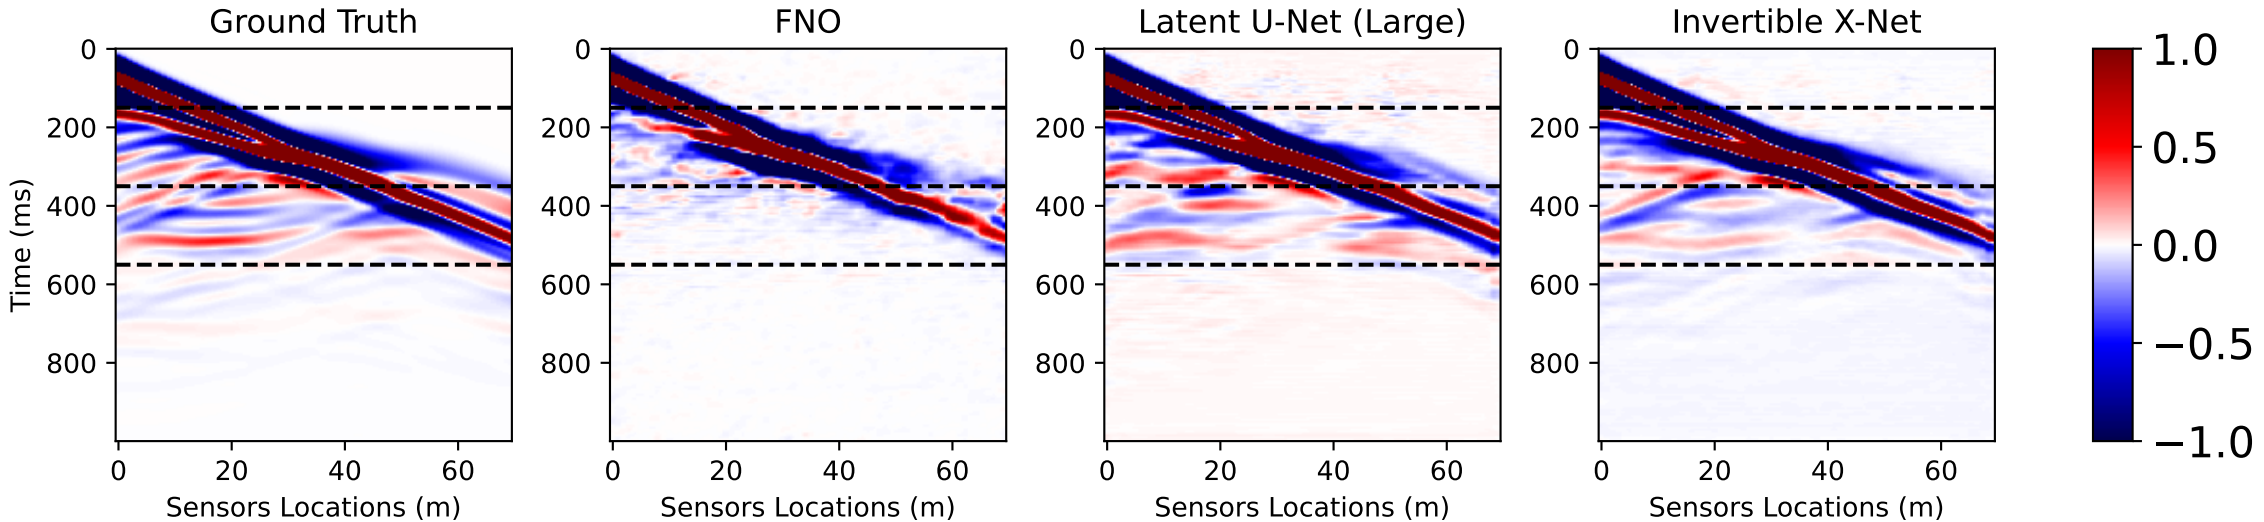 Ground Truth
FNO
Latent U-Net (Large)
Invertible X-Net
Time (ms)
0
200
400
600
800
0 20 40 60
Sensors Locations (m)
0
200
400
600
800
0 20 40 60
Sensors Locations (m)
0
200
400
600
800
0 20 40 60
Sensors Locations (m)
0
200
400
600
800
0 20 40 60
Sensors Locations (m)
1.0
0.5
0.0
−0.5
−1.0